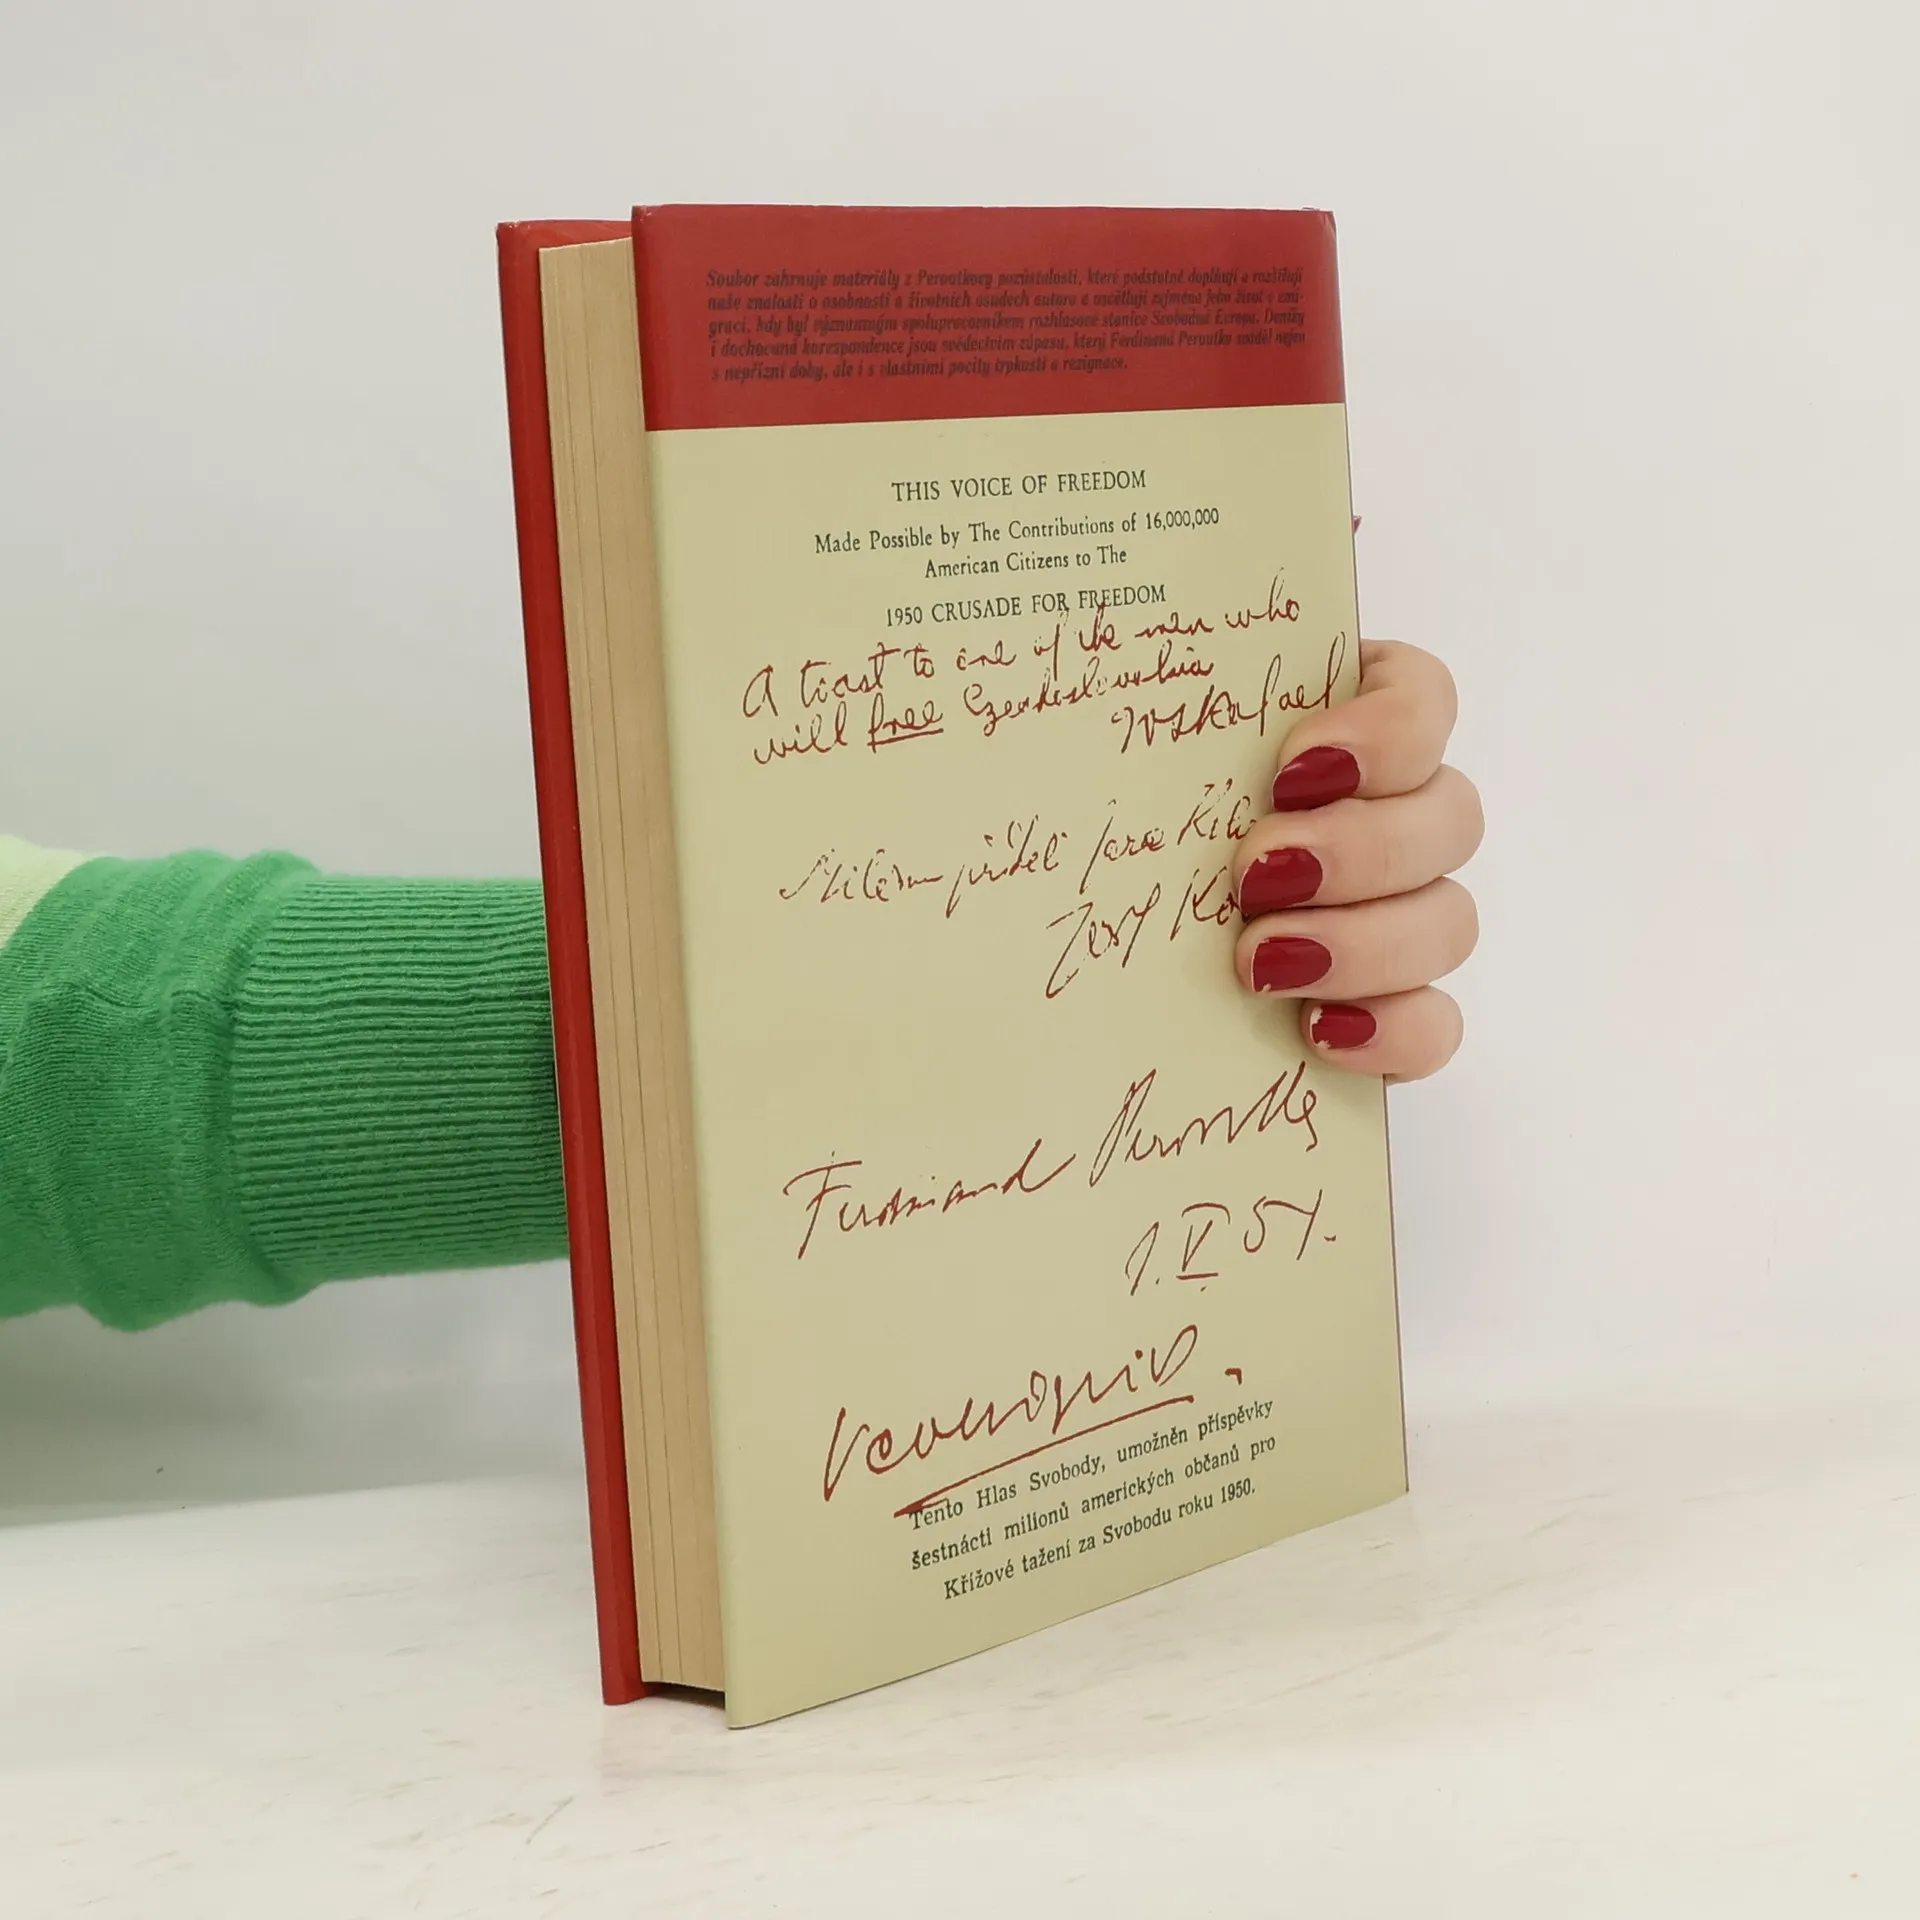 Soubor zahrnuje materiály z Peroutkovy pozůstalosti, které podstatně doplňují a rozšiřují
naše znalosti o osobnosti a životních osudech autora a osvětlují zejména jeho život v emi-
graci, kdy byl významným spolupracovníkem rozhlasové stanice Svobodná Evropa. Deníky
i dochovaná korespondence jsou svědectvím zápasu, který Ferdinand Peroutka sváděl nejen
s nepřízní doby, ale i s vlastními pocity trpkosti a rezignace.
THIS VOICE OF FREEDOM
Made Possible by The Contributions of 16,000,000
American Citizens to The
1950 CRUSADE FOR FREEDOM
A toast to one of the men who
will free Czechoslovakia
Ferdinand Peroutka
1. V 51.
Tento Hlas Svobody, umožněn příspěvky
šestnácti milionů amerických občanů pro
Křížové tažení za Svobodu roku 1950.